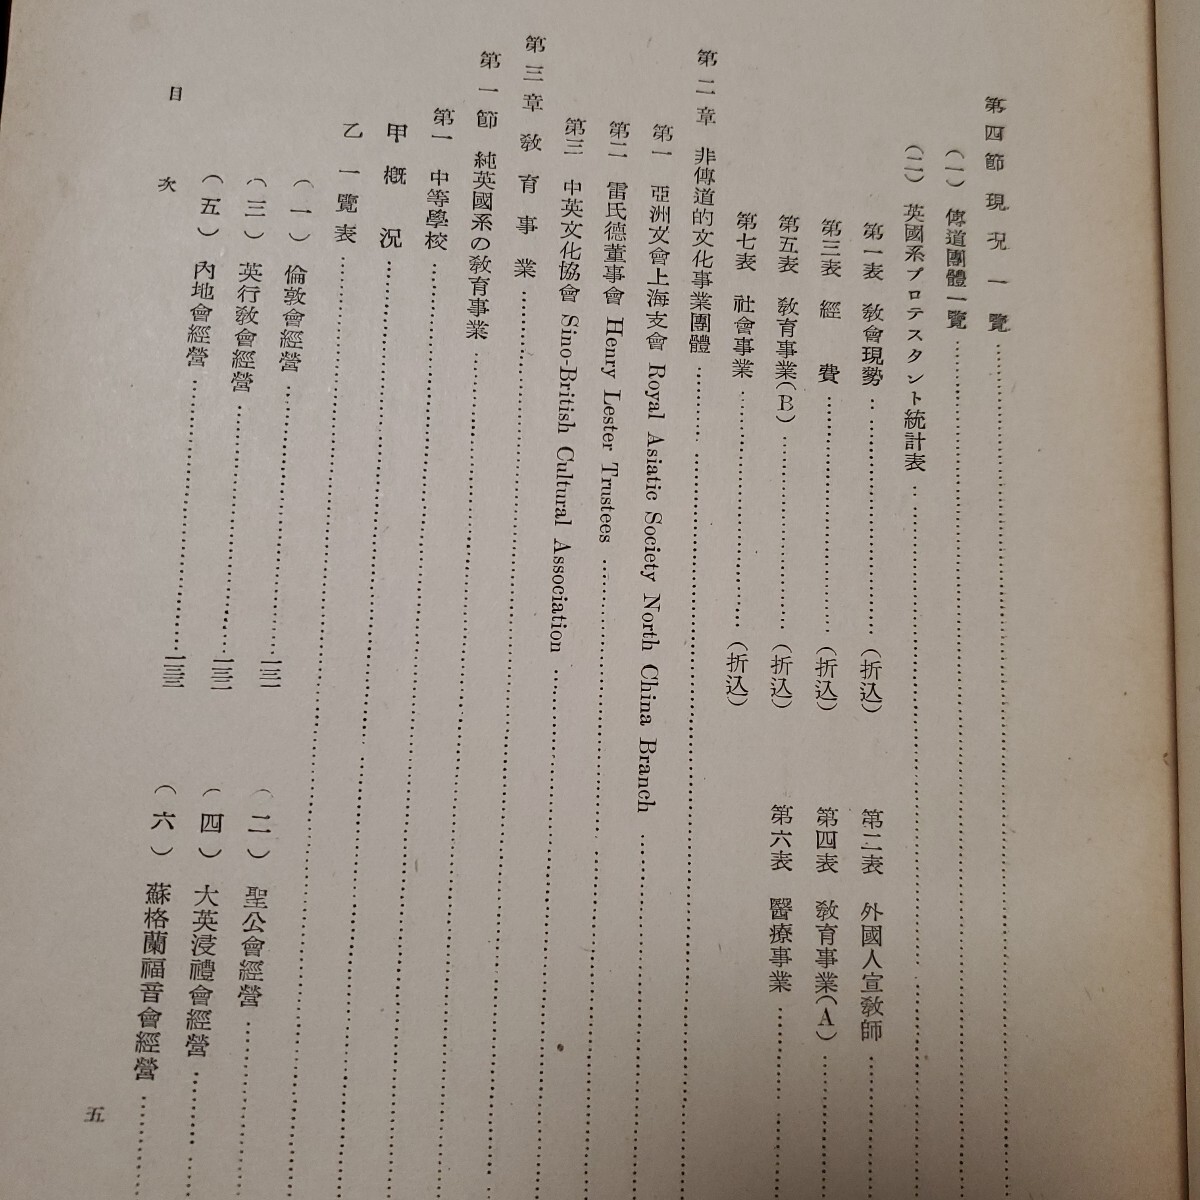 第四節 現況一覽
(一) 傳道團體一覽
(二) 英國系プロテスタント統計表
第一表 教會現勢 (折込)
第二表 外國人宣教師
第三表 經費 (折込)
第四表 教育事業(A)
第五表 教育事業(B) (折込)
第六表 醫療事業
第七表 社會事業 (折込)
第二章 非傳道的文化事業團體
第一 亞洲文會上海支會 Royal Asiatic Society North China Branch
第二 雷氏德董事會 Henry Lester Trustees
第三 中英文化協會 Sino-British Cultural Association
第三章 教育事業
第一節 純英國系の教育事業
第一 中等學校
甲 概況
乙 一覽表
(一) 倫敦會經營 一三一
(二) 聖公會經營
(三) 英行教會經營 一三二
(四) 大英浸禮會經營
(五) 內地會經營 一三三
(六) 蘇格蘭福音會經營
目次
五